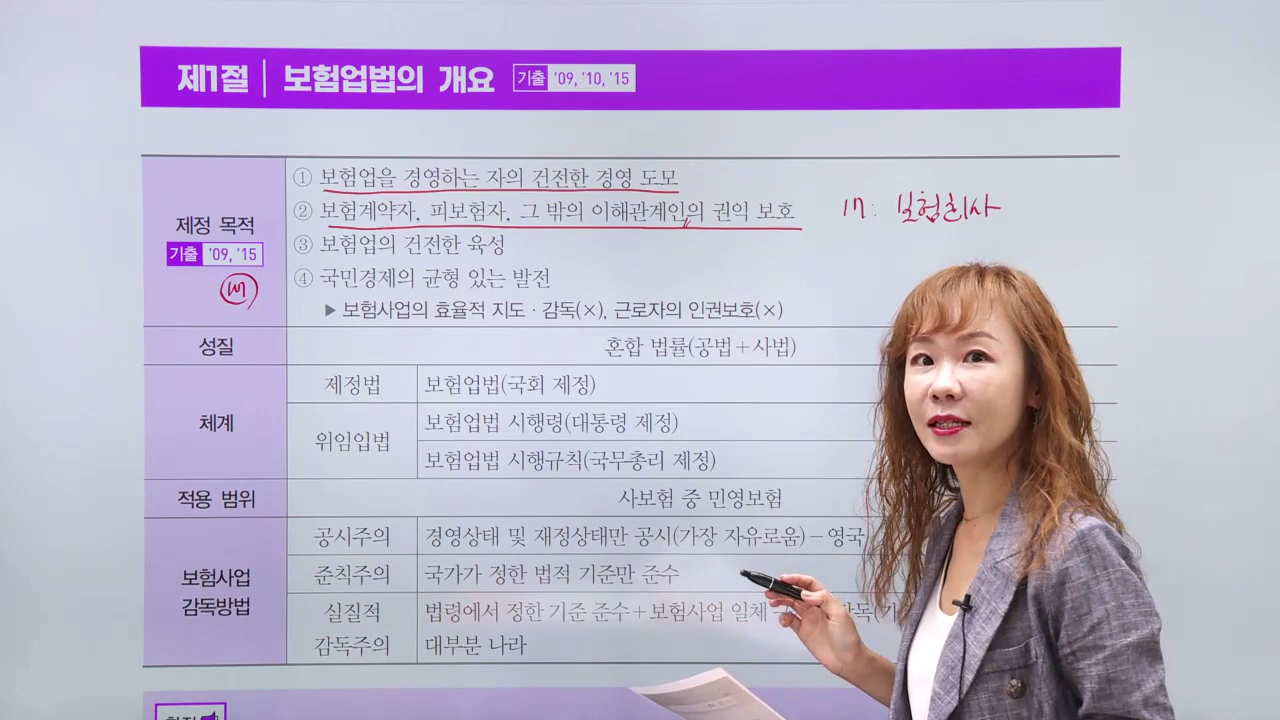 제1절 보험업법의 개요 기출 '09, '10, '15
① 보험업을 경영하는 자의 건전한 경영 도모
② 보험계약자, 피보험자, 그 밖의 이해관계인의 권익 보호
제정 목적
기출 '09, '15
③ 보험업의 건전한 육성
④ 국민경제의 균형 있는 발전
▶ 보험사업의 효율적 지도·감독(×), 근로자의 인권보호(×)
성질 혼합 법률(공법+사법)
체계
제정법 보험업법(국회 제정)
위임입법
보험업법 시행령(대통령 제정)
보험업법 시행규칙(국무총리 제정)
적용 범위 사보험 중 민영보험
보험사업
감독방법
공시주의 경영상태 및 재정상태만 공시(가장 자유로움)－영국
준칙주의 국가가 정한 법적 기준만 준수
실질적
감독주의
법령에서 정한 기준 준수+보험사업 일체
대부분 나라